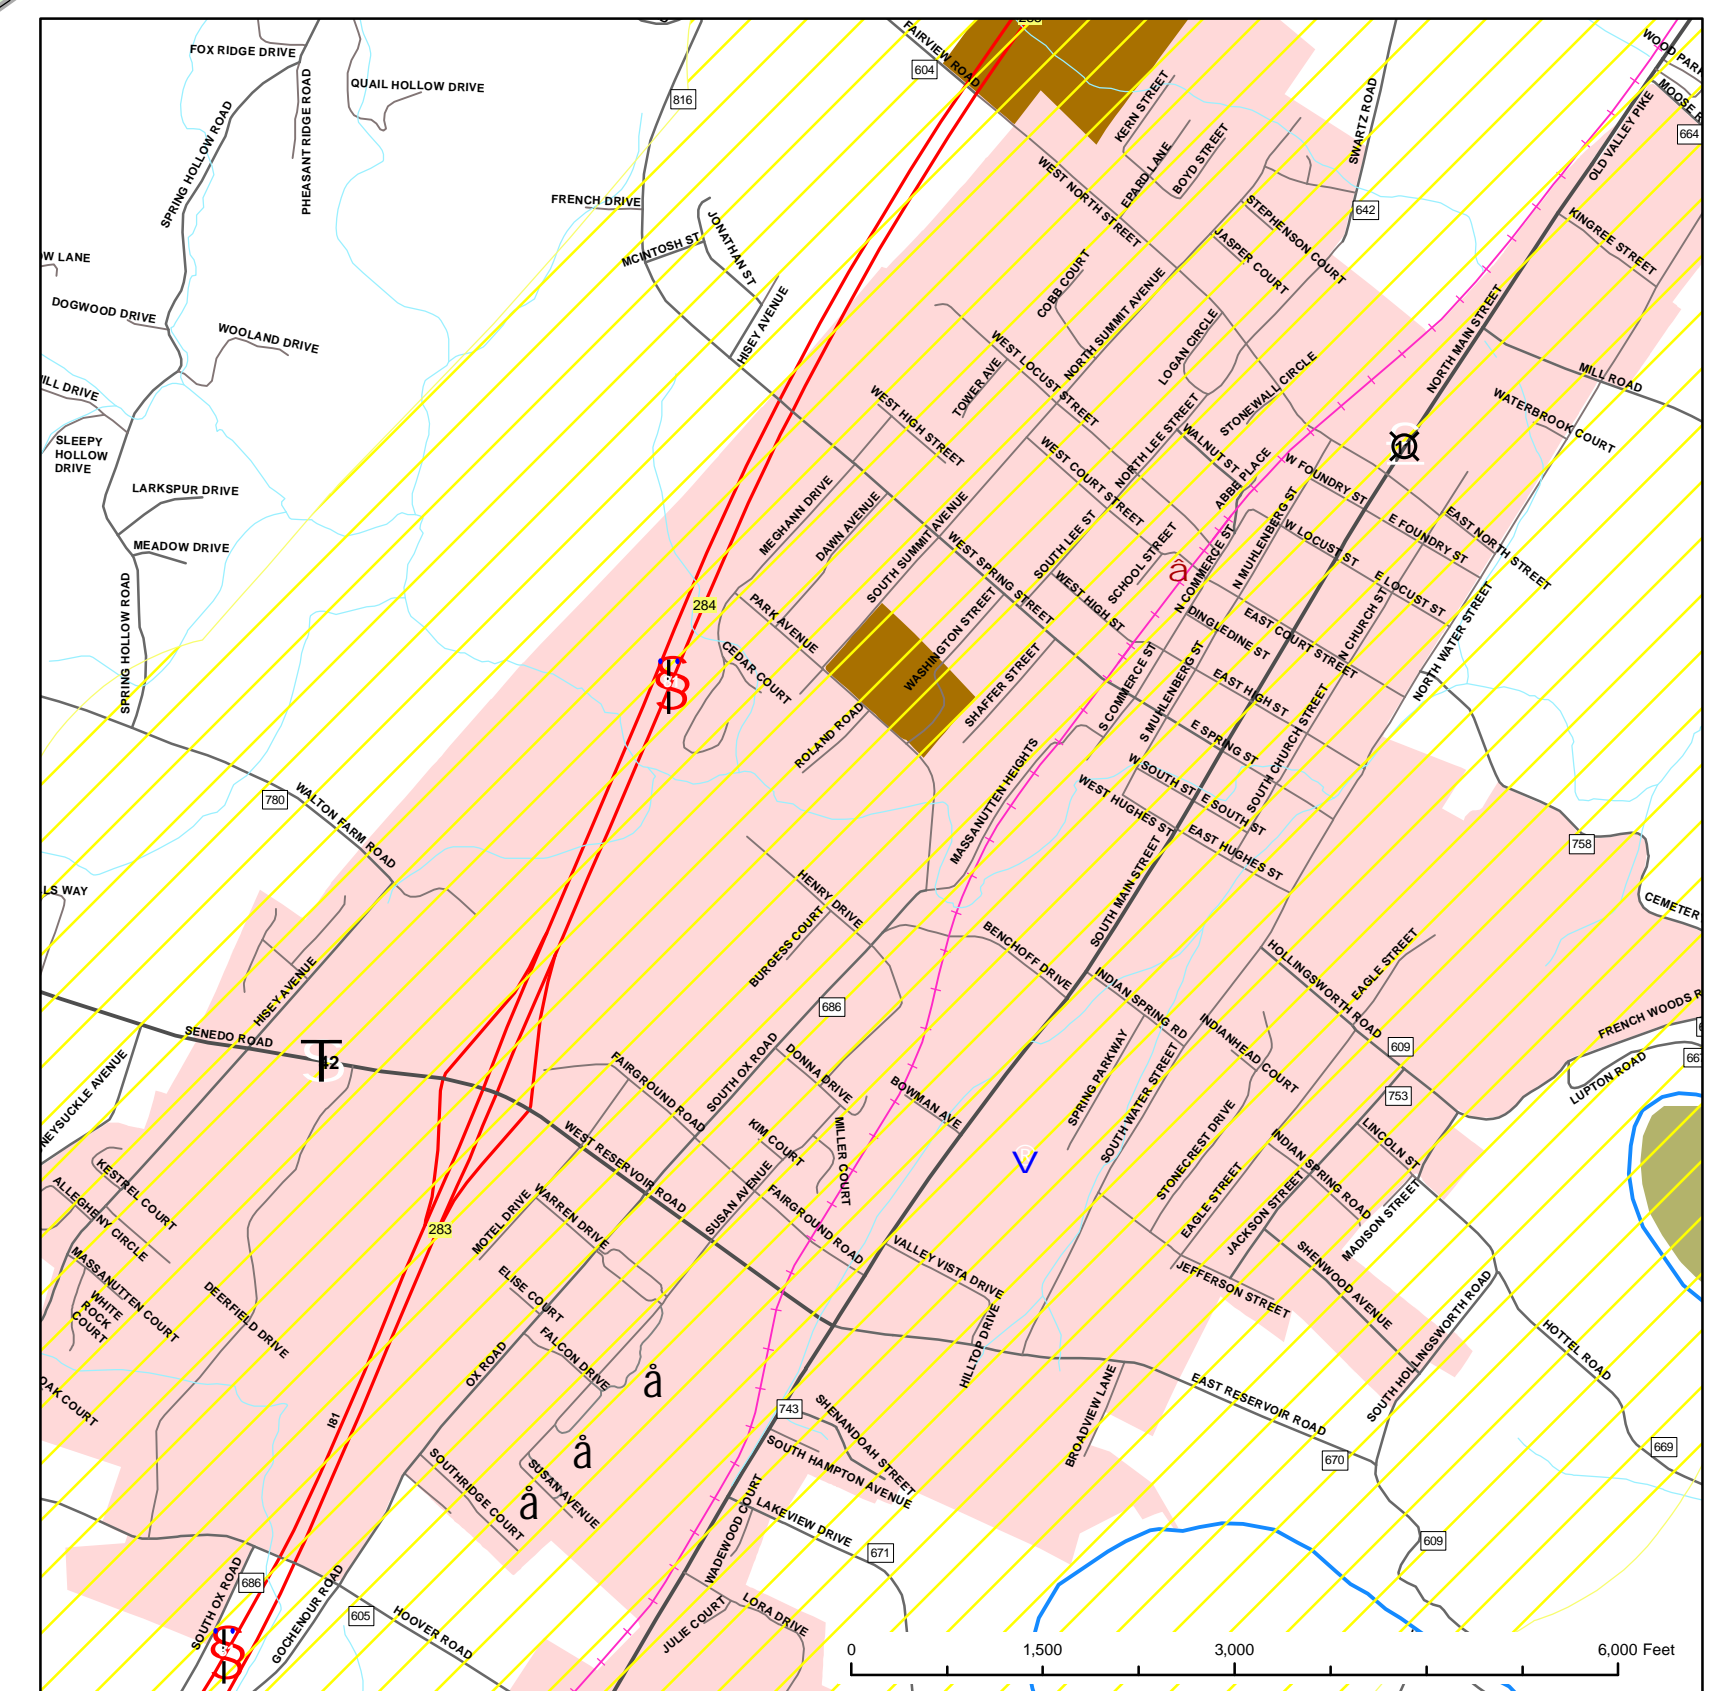 FOX RIDGE DRIVE
QUAIL HOLLOW DRIVE
PHEASANT RIDGE ROAD
SPRING HOLLOW ROAD
816
604
FAIRVIEW ROAD
KERN STREET
EPARD LANE
BOYD STREET
SWARTZ ROAD
OLD VALLEY PIKE
664
FRENCH DRIVE
MCINTOSH ST
JONATHAN ST
HISEY AVENUE
WEST NORTH STREET
STEPHENSON COURT
JASPER COURT
642
KINGREE STREET
OW LANE
DOGWOOD DRIVE
WOOLAND DRIVE
COBB COURT
NORTH SUMMIT AVENUE
LOGAN CIRCLE
STONEWALL CIRCLE
NORTH MAIN STREET
MILL ROAD
WATERBROOK COURT
ILL DRIVE
SLEEPY
HOLLOW
DRIVE
LARKSPUR DRIVE
MEADOW DRIVE
SPRING HOLLOW ROAD
WEST LOCUST STREET
TOWER AVE
WEST HIGH STREET
WEST COURT STREET
NORTH LEE STREET
WALNUT ST
ABBE PLACE
W FOUNDRY ST
11
E FOUNDRY ST
EAST NORTH STREET
MEGHANN DRIVE
DAWN AVENUE
SOUTH SUMMIT AVENUE
WEST SPRING STREET
SOUTH LEE ST
SCHOOL STREET
WEST HIGH ST
N COMMERCE ST
N MUHLENBERG ST
W LOCUST ST
E LOCUST ST
â
284
PARK AVENUE
CEDAR COURT
ROLAND ROAD
WASHINGTON STREET
SHAFFER STREET
DINGLEDINE ST
EAST COURT STREET
N CHURCH ST
NORTH WATER STREET
EAST HIGH ST
S COMMERCE ST
S MUHLENBERG ST
E SPRING ST
SOUTH CHURCH STREET
W SOUTH ST
E SOUTH ST
WEST HUGHES ST
EAST HUGHES ST
MASSANUTTEN HEIGHTS
SOUTH MAIN STREET
780
WALTON FARM ROAD
758
LS WAY
CEMETER
HENRY DRIVE
BURGESS COURT
BENCHOFF DRIVE
INDIAN SPRING RD
HOLLINGSWORTH ROAD
EAGLE STREET
FRENCH WOODS R
HISEY AVENUE
SENEDO ROAD
42
686
609
667
LUPTON ROAD
NEYSUCKLE AVENUE
FAIRGROUND ROAD
SOUTH OX ROAD
DONNA DRIVE
BOWMAN AVE
SPRING PARKWAY
SOUTH WATER STREET
INDIANHEAD COURT
753
LINCOLN ST
WEST RESERVOIR ROAD
KIM COURT
MILLER COURT
SUSAN AVENUE
FAIRGROUND ROAD
STONECREST DRIVE
EAGLE STREET
INDIAN SPRING ROAD
JACKSON STREET
MADISON STREET
KESTREL COURT
ALLEGHENY CIRCLE
MASSANUTTEN COURT
WHITE
ROCK
COURT
DEERFIELD DRIVE
283
MOTEL DRIVE
WARREN DRIVE
ELISE COURT
FALCON DRIVE
OX ROAD
VALLEY VISTA DRIVE
HILLTOP DRIVE
JEFFERSON STREET
SHENWOOD AVENUE
SOUTH HOLLINGSWORTH ROAD
HOTTEL ROAD
OAK COURT
I81
å
å
å
743
SHENANDOAH STREET
SOUTH HAMPTON AVENUE
BROADVIEW LANE
EAST RESERVOIR ROAD
670
669
SOUTHRIDGE COURT
SUSAN AVENUE
WADEWOOD COURT
LAKEVIEW DRIVE
671
609
SOUTH OX ROAD
686
GOCHENOUR ROAD
605
HOOVER ROAD
JULIE COURT
LORA DRIVE
0 1,500 3,000 6,000 Feet